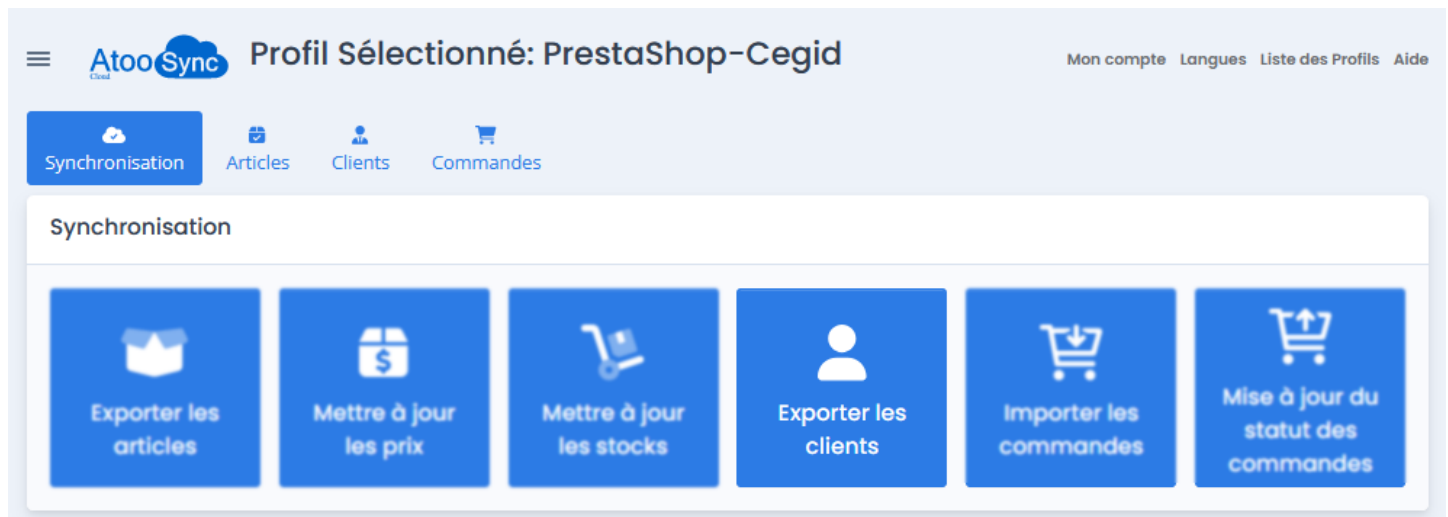 AtooSync
Cloud
Profil Sélectionné: PrestaShop-Cegid
Mon compte Langues Liste des Profils Aide
Synchronisation Articles Clients Commandes
Synchronisation
$
Exporter les
articles
Mettre à jour
les prix
Mettre à jour
les stocks
Exporter les
clients
Importer les
commandes
Mise à jour du
statut des
commandes